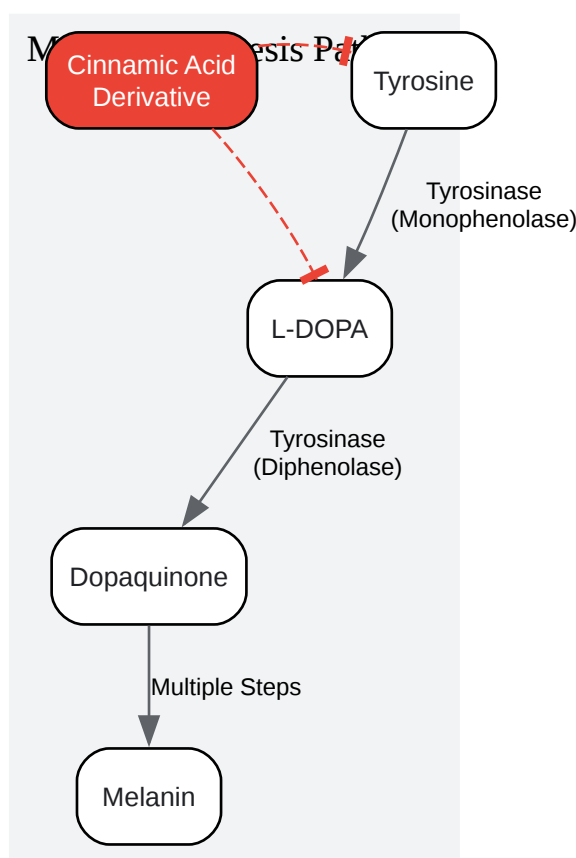 Cinnamic Acid
Derivative
Tyrosine
Tyrosinase
(Monophenolase)
L-DOPA
Tyrosinase
(Diphenolase)
Dopaquinone
Multiple Steps
Melanin